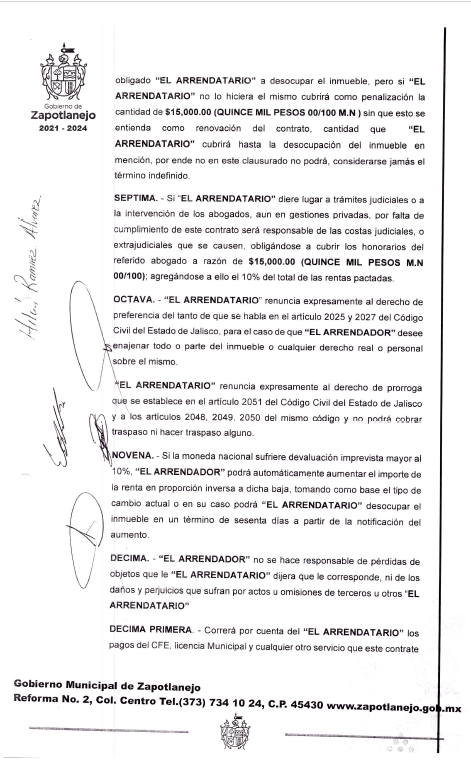 Gobierno de
Zapotlanejo
2021 - 2024
obligado “EL ARRENDATARIO” a desocupar el inmueble, pero si “EL
ARRENDATARIO” no lo hiciera el mismo cubrirá como penalización la
cantidad de $15,000.00 (QUINCE MIL PESOS 00/100 M.N ) sin que esto se
entienda como renovación del contrato, cantidad que “EL
ARRENDATARIO” cubrirá hasta la desocupación del inmueble en
mención, por ende no en este clausurado no podrá, considerarse jamás el
término indefinido.
SEPTIMA. - Si “EL ARRENDATARIO” diere lugar a trámites judiciales o a
la intervención de los abogados, aun en gestiones privadas, por falta de
cumplimiento de este contrato será responsable de las costas judiciales, o
extrajudiciales que se causen, obligándose a cubrir los honorarios del
referido abogado a razón de $15,000.00 (QUINCE MIL PESOS M.N
00/100); agregándose a ello el 10% del total de las rentas pactadas.
OCTAVA. - “EL ARRENDATARIO” renuncia expresamente al derecho de
preferencia del tanto de que se habla en el artículo 2025 y 2027 del Código
Civil del Estado de Jalisco, para el caso de que “EL ARRENDADOR” desee
enajenar todo o parte del inmueble o cualquier derecho real o personal
sobre el mismo.
“EL ARRENDATARIO” renuncia expresamente al derecho de prorroga
que se establece en el artículo 2051 del Código Civil del Estado de Jalisco
y a los artículos 2048, 2049, 2050 del mismo código y no podrá cobrar
traspaso ni hacer traspaso alguno.
NOVENA. - Si la moneda nacional sufriere devaluación imprevista mayor al
10%, “EL ARRENDADOR” podrá automáticamente aumentar el importe de
la renta en proporción inversa a dicha baja, tomando como base el tipo de
cambio actual o en su caso podrá “EL ARRENDATARIO” desocupar el
inmueble en un término de sesenta días a partir de la notificación del
aumento.
DECIMA. - “EL ARRENDADOR” no se hace responsable de pérdidas de
objetos que le “EL ARRENDATARIO” dijera que le corresponde, ni de los
daños y perjuicios que sufran por actos u omisiones de terceros u otros “EL
ARRENDATARIO”
DECIMA PRIMERA. - Correrá por cuenta del “EL ARRENDATARIO” los
pagos del CFE, licencia Municipal y cualquier otro servicio que este contrate
Ramirez Alvarez
Gobierno Municipal de Zapotlanejo
Reforma No. 2, Col. Centro Tel.(373) 734 10 24, C.P. 45430 www.zapotlanejo.gob.mx